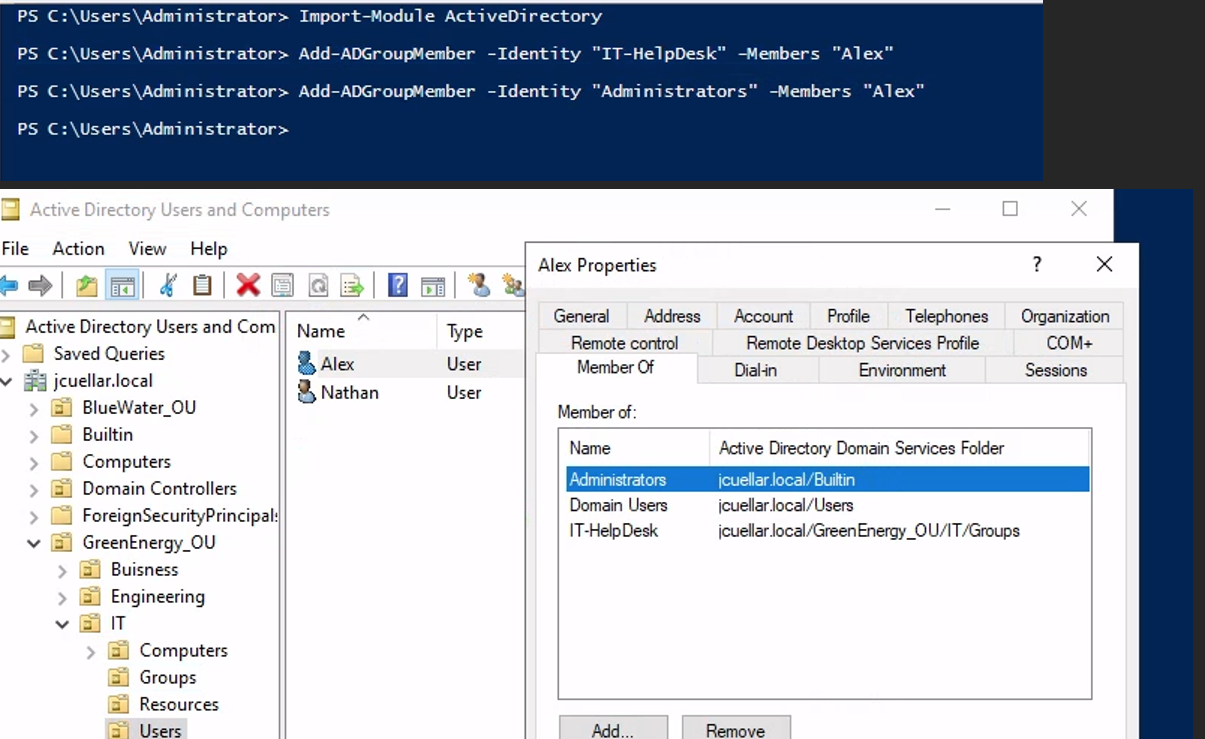 PS C:\Users\Administrator> Import-Module ActiveDirectory
PS C:\Users\Administrator> Add-ADGroupMember -Identity "IT-HelpDesk" -Members "Alex"
PS C:\Users\Administrator> Add-ADGroupMember -Identity "Administrators" -Members "Alex"
PS C:\Users\Administrator>
Active Directory Users and Computers
File Action View Help
Active Directory Users and Com
Saved Queries
jcuellar.local
BlueWater_OU
Builtin
Computers
Domain Controllers
ForeignSecurityPrincipals
GreenEnergy_OU
Buisness
Engineering
IT
Computers
Groups
Resources
Users
Name Type
Alex User
Nathan User
Alex Properties ?
General Address Account Profile Telephones Organization
Remote control Remote Desktop Services Profile COM+
Member Of Dial-in Environment Sessions
Member of:
Name Active Directory Domain Services Folder
Administrators jcuellar.local/Builtin
Domain Users jcuellar.local/Users
IT-HelpDesk jcuellar.local/GreenEnergy_OU/IT/Groups
Add... Remove